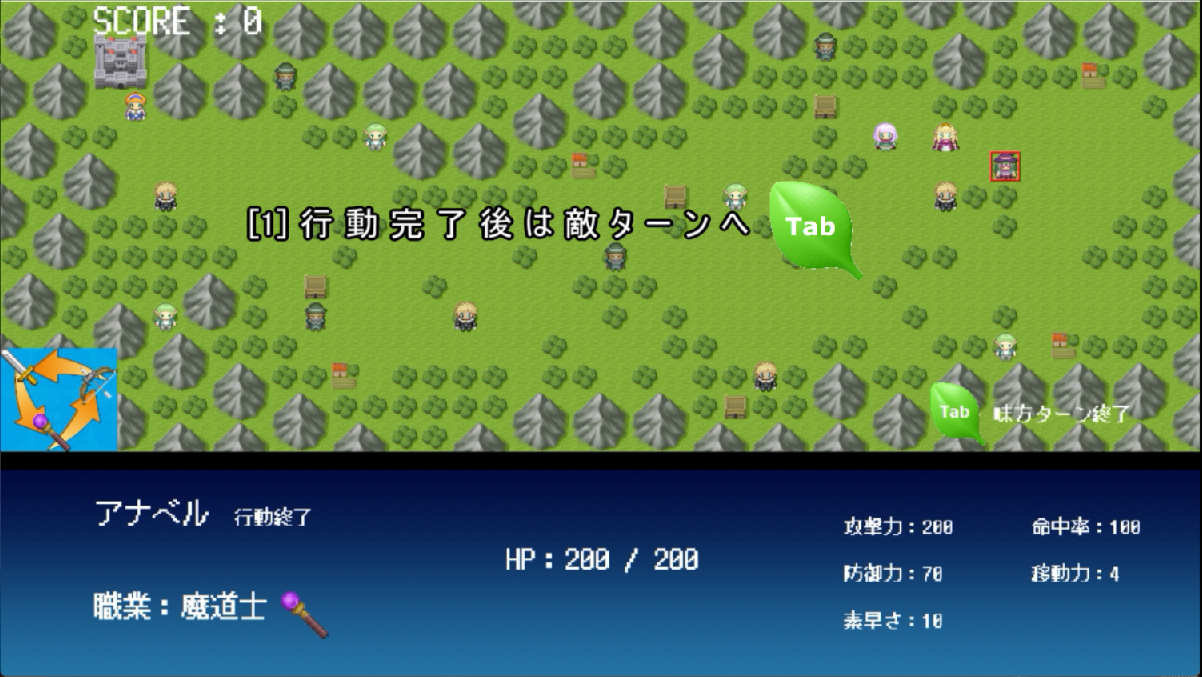 SCORE : 0
[1]行動完了後は敵ターンへ Tab
Tab 味方ターン終了
アナベル 行動終了
HP：200 / 200
職業：魔道士
攻撃力：200 命中率：100
防御力：70 移動力：4
素早さ：10